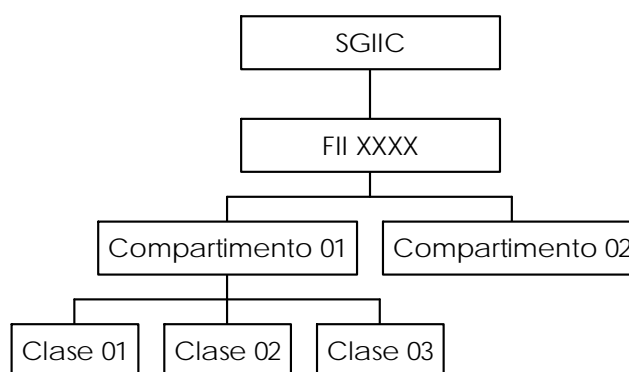 SGIIC
FII XXXX
Compartimento 01
Compartimento 02
Clase 01
Clase 02
Clase 03